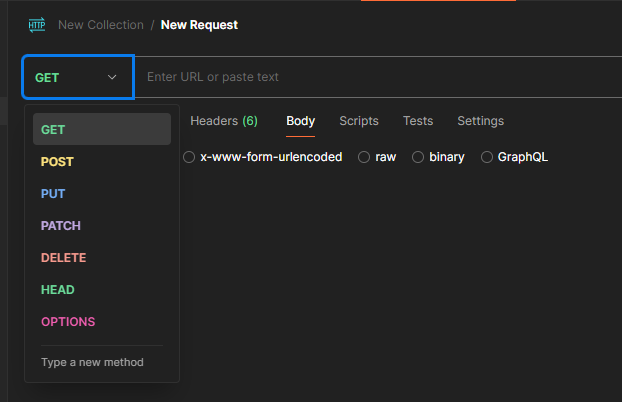 HTTP New Collection / New Request
GET Enter URL or paste text
Headers (6) Body Scripts Tests Settings
x-www-form-urlencoded raw binary GraphQL
GET
POST
PUT
PATCH
DELETE
HEAD
OPTIONS
Type a new method